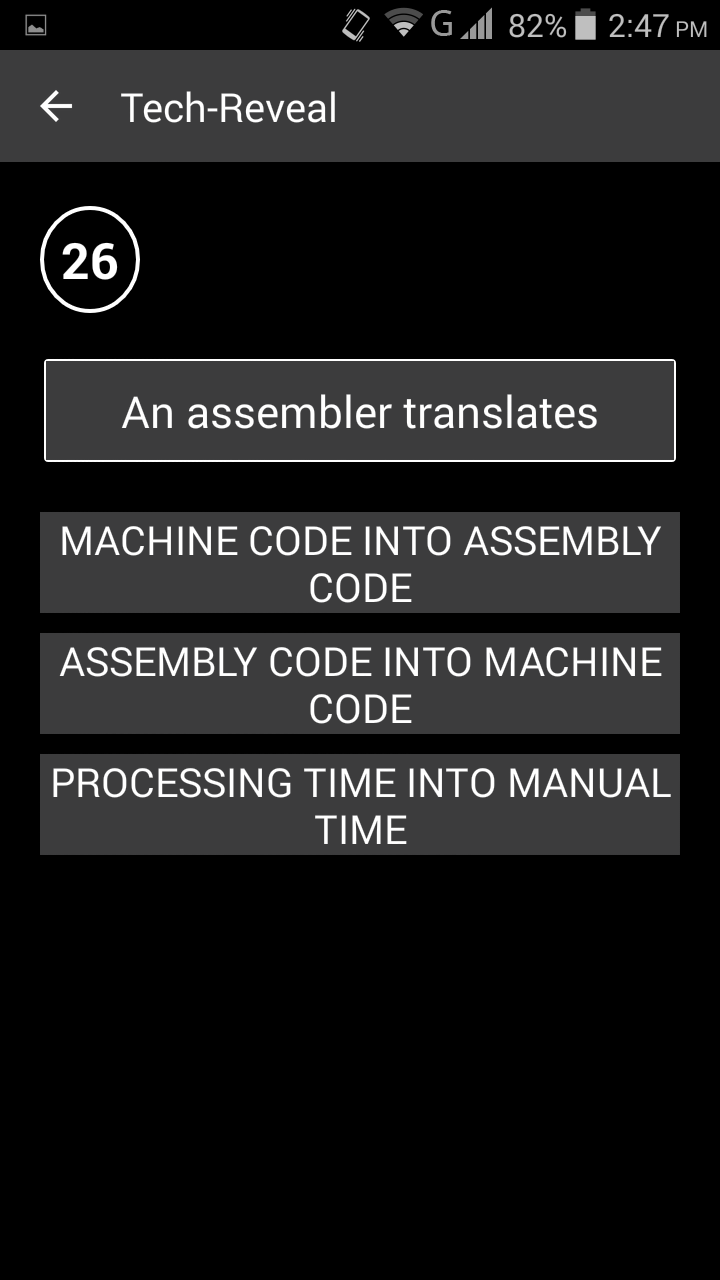 G 82% 2:47 PM
Tech-Reveal
26
An assembler translates
MACHINE CODE INTO ASSEMBLY
CODE
ASSEMBLY CODE INTO MACHINE
CODE
PROCESSING TIME INTO MANUAL
TIME